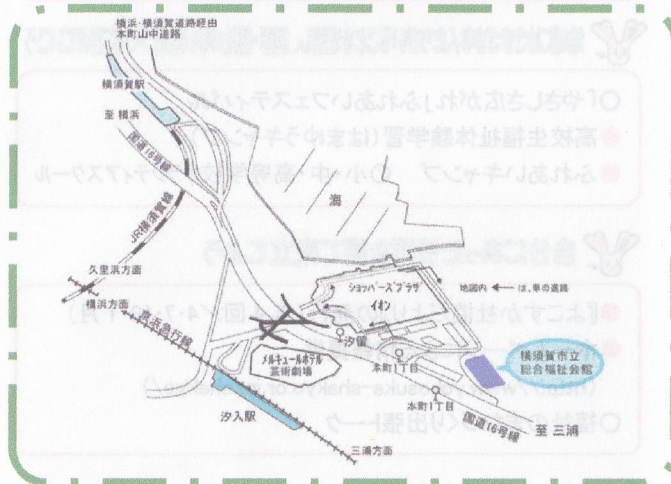 横浜・横須賀道路経由
本町山中道路
横須賀駅
至 横浜
国道16号線
JR横須賀線
海
久里浜方面
横浜方面
京浜急行線
ショッパーズプラザ
イオン
地図内 ← は、車の進路
汐留
メルキュールホテル
芸術劇場
本町1丁目
横須賀市立
総合福祉会館
本町1丁目
汐入駅
国道16号線
至 三浦
三浦方面